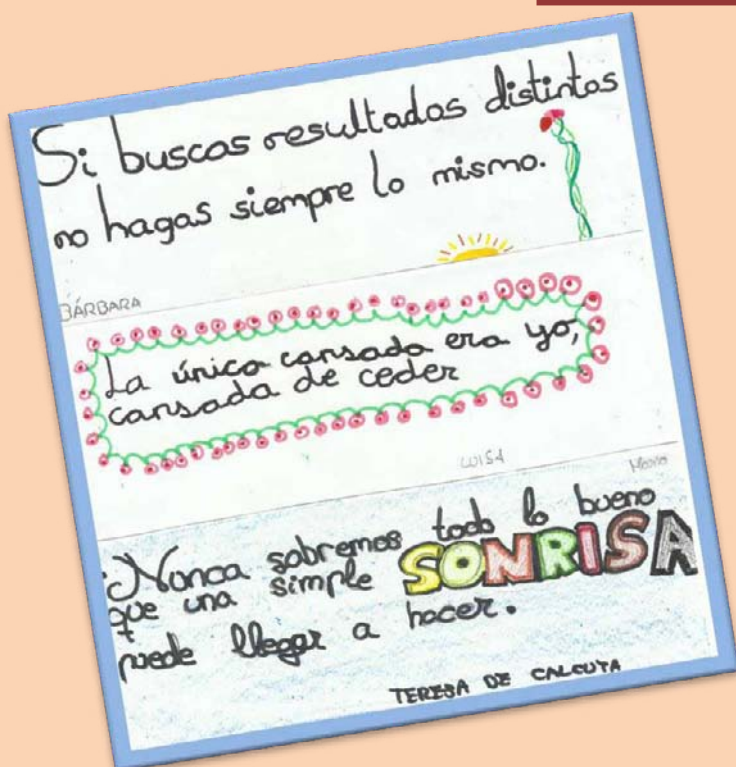 Si buscas resultados distintos
no hagas siempre lo mismo.
BÁRBARA
La única cansada era yo,
cansada de ceder
LUISA
Nunca sabremos todo lo bueno
que una simple SONRISA
puede llegar a hacer.
TERESA DE CALCUTA